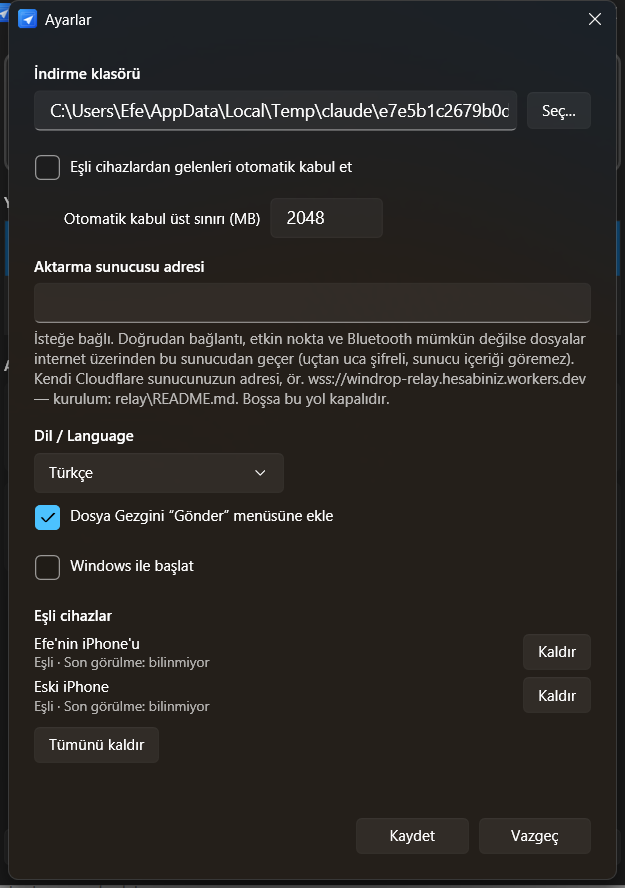 Ayarlar
İndirme klasörü
C:\Users\Efe\AppData\Local\Temp\claude\e7e5b1c2679b0c
Seç...
Eşli cihazlardan gelenleri otomatik kabul et
Otomatik kabul üst sınırı (MB)
2048
Aktarma sunucusu adresi
İsteğe bağlı. Doğrudan bağlantı, etkin nokta ve Bluetooth mümkün değilse dosyalar
internet üzerinden bu sunucudan geçer (uçtan uca şifreli, sunucu içeriği göremez).
Kendi Cloudflare sunucunuzun adresi, ör. wss://windrop-relay.hesabiniz.workers.dev
— kurulum: relay\README.md. Boşsa bu yol kapalıdır.
Dil / Language
Türkçe
Dosya Gezgini “Gönder” menüsüne ekle
Windows ile başlat
Eşli cihazlar
Efe'nin iPhone'u
Eşli · Son görülme: bilinmiyor
Kaldır
Eski iPhone
Eşli · Son görülme: bilinmiyor
Kaldır
Tümünü kaldır
Kaydet
Vazgeç